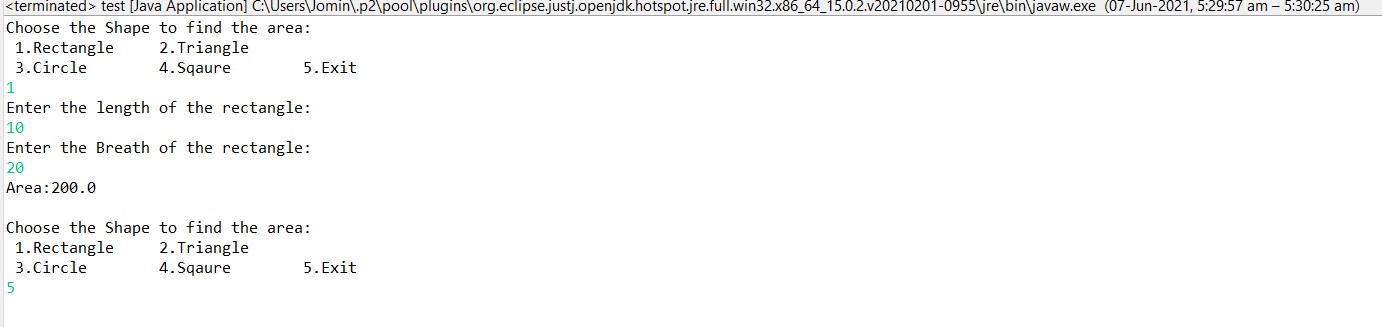 <terminated> test [Java Application] C:\Users\Jomin\.p2\pool\plugins\org.eclipse.justj.openjdk.hotspot.jre.full.win32.x86_64_15.0.2.v20210201-0955\jre\bin\javaw.exe (07-Jun-2021, 5:29:57 am – 5:30:25 am)
Choose the Shape to find the area:
1.Rectangle 2.Triangle
3.Circle 4.Sqaure 5.Exit
1
Enter the length of the rectangle:
10
Enter the Breath of the rectangle:
20
Area:200.0
Choose the Shape to find the area:
1.Rectangle 2.Triangle
3.Circle 4.Sqaure 5.Exit
5